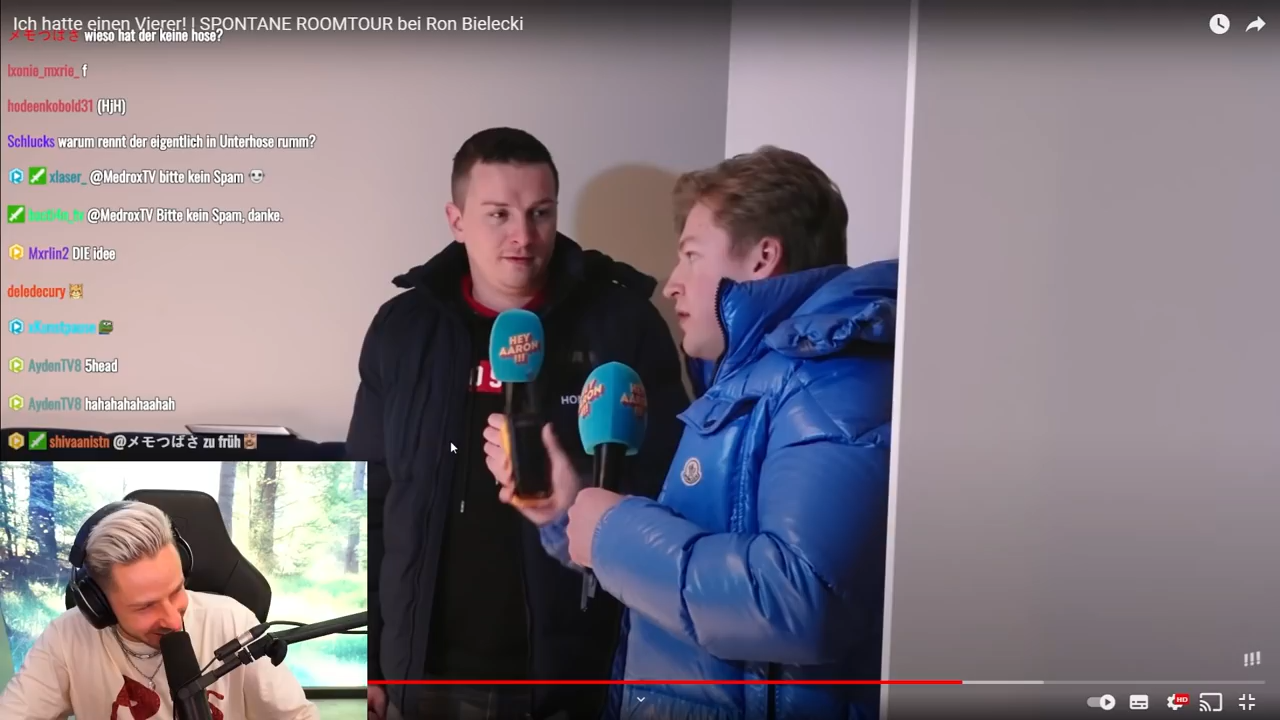 Ich hatte einen Vierer! | SPONTANE ROOMTOUR bei Ron Bielecki
メモつばさ wieso hat der keine hose?
lxonie_mxrie_ f
hodeenkobold31 (HjH)
Schlucks warum rennt der eigentlich in Unterhose rumm?
xlaser_ @MedroxTV bitte kein Spam
@MedroxTV Bitte kein Spam, danke.
Mxrlin2 DIE idee
deledecury
xKunstpause
AydenTV8 5head
AydenTV8 hahahahahaahah
shivaanistn @メモつばさ zu früh
HEY
AARON
!!!
HD
!!!